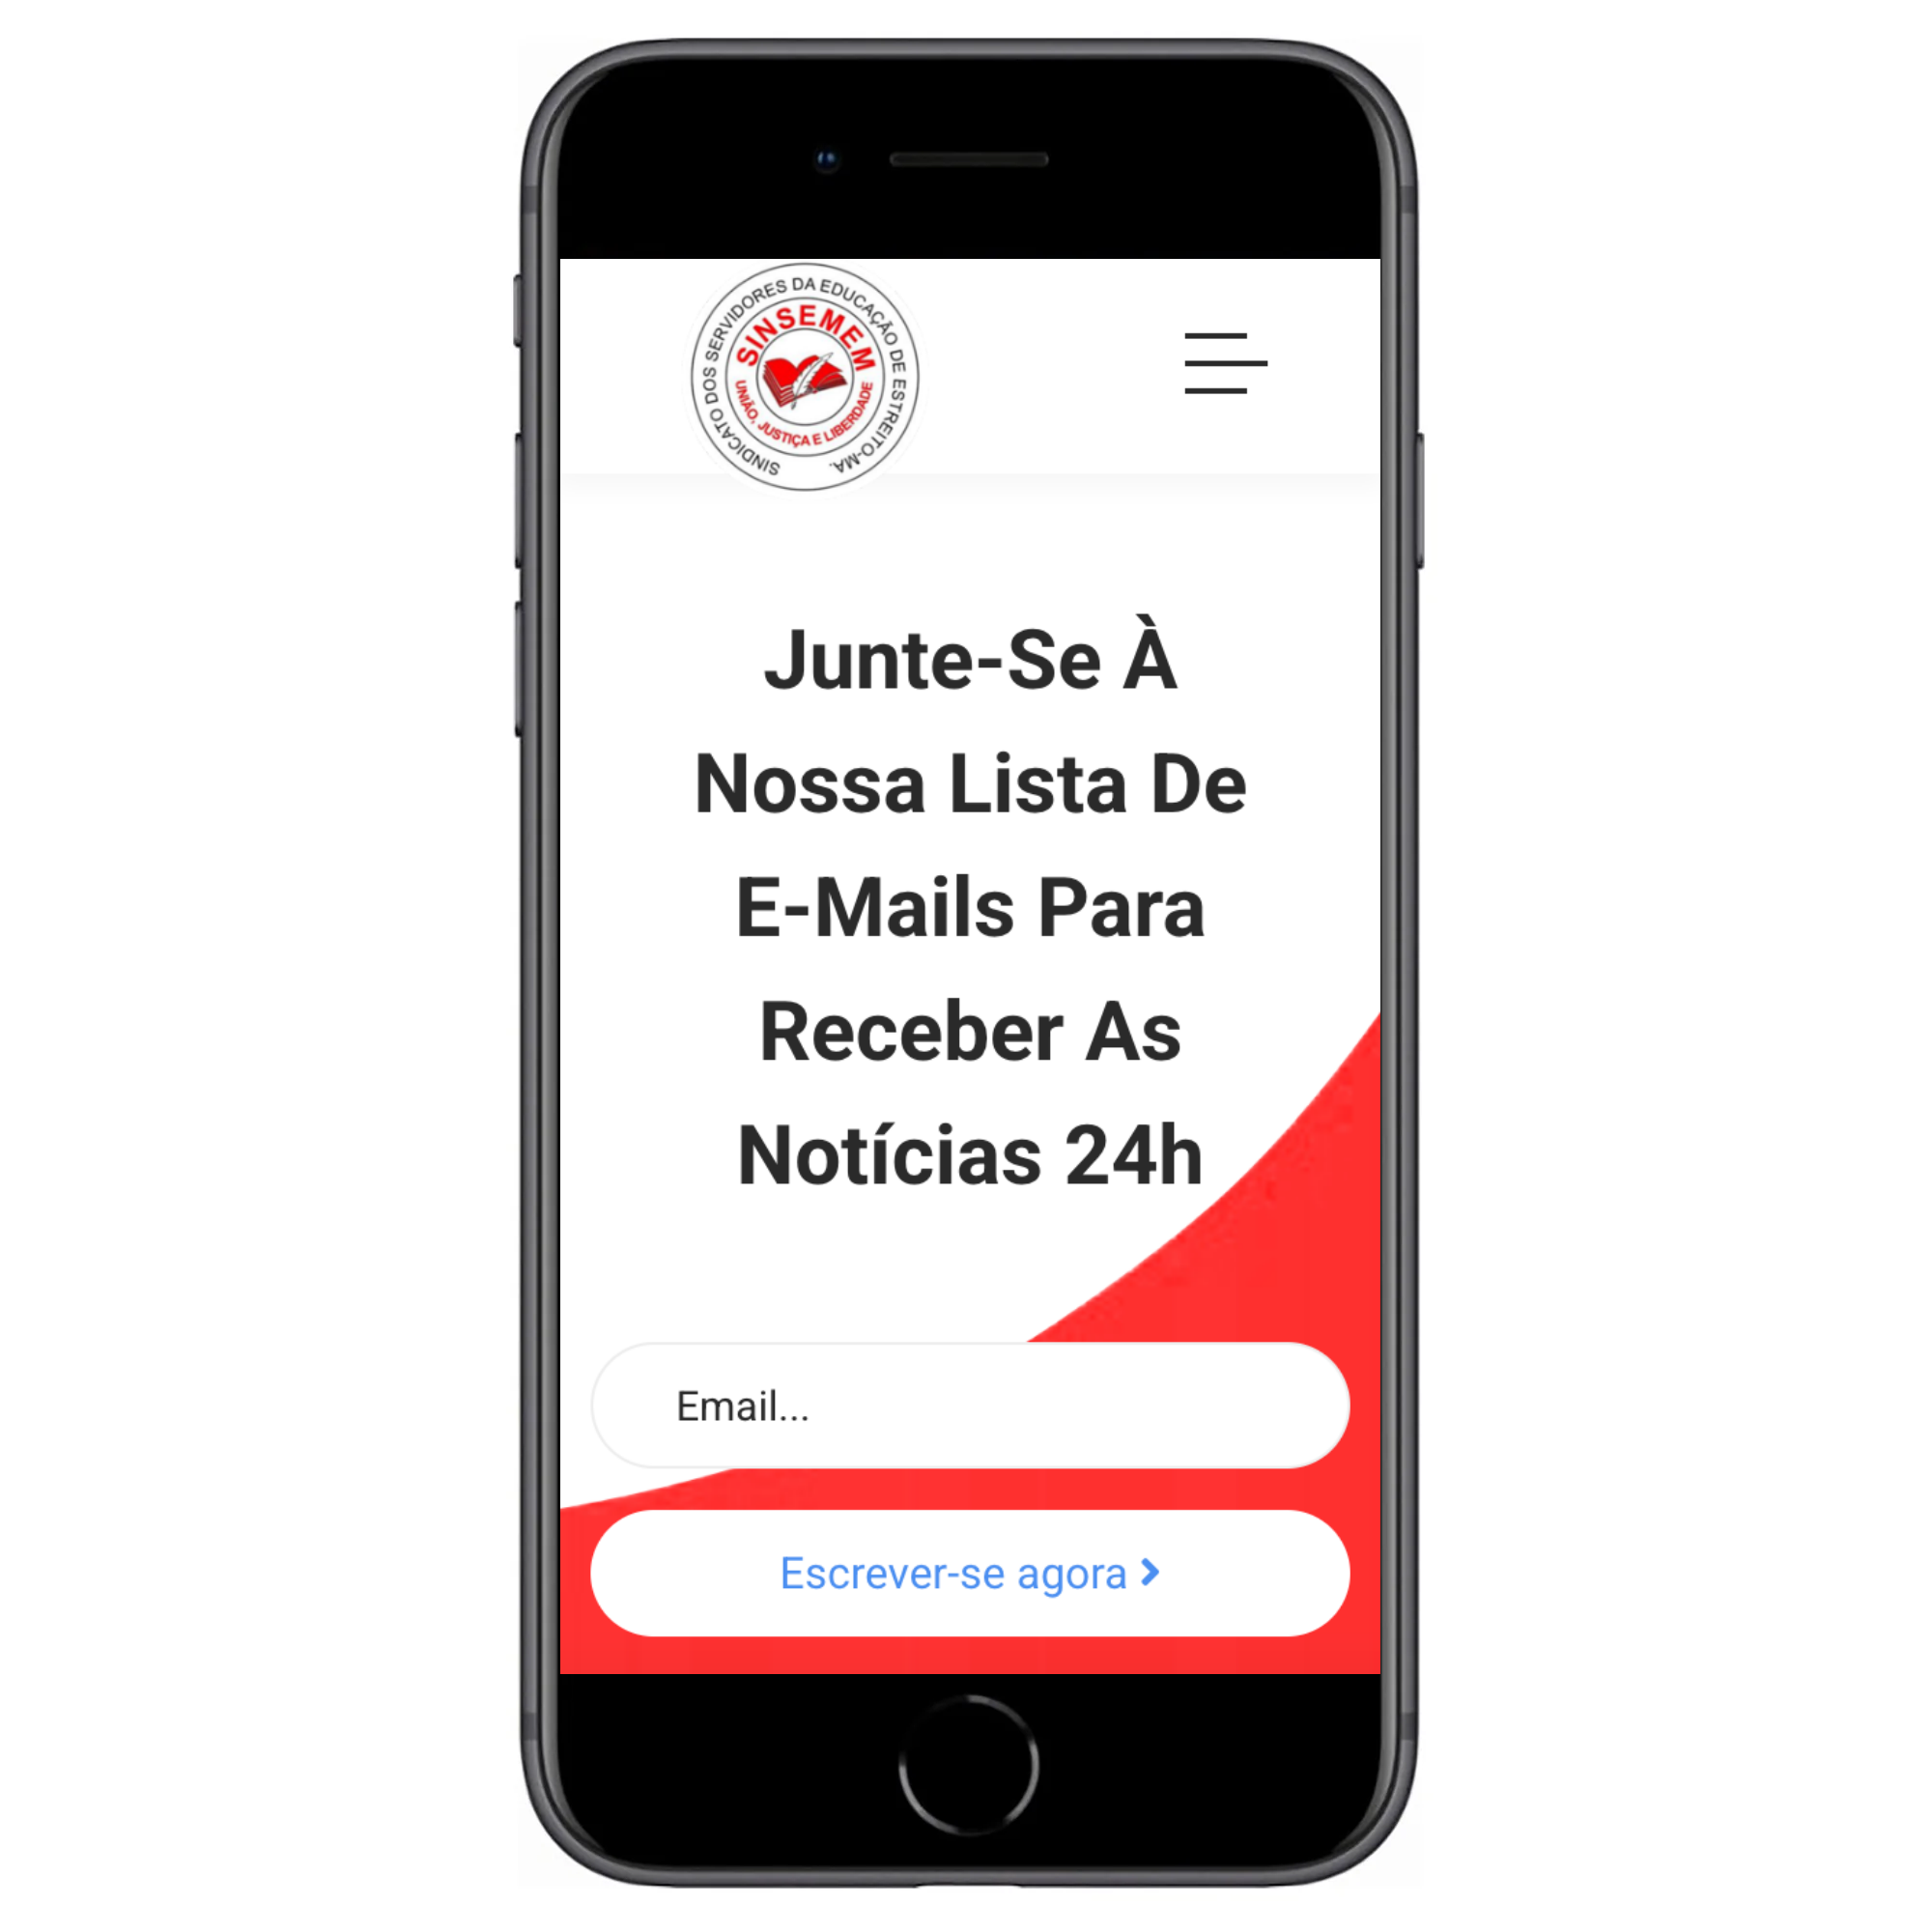 SINDICATO DOS SERVIDORES DA EDUCAÇÃO DE ESTREITO-MA.
SINSEMEM
UNIÃO, JUSTIÇA E LIBERDADE
Junte-Se À
Nossa Lista De
E-Mails Para
Receber As
Notícias 24h
Email...
Escrever-se agora